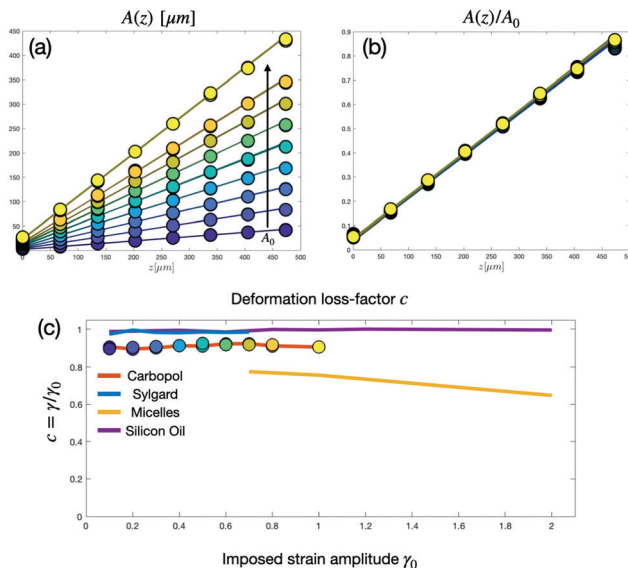 A(z) [μm]
A(z)/A₀
(a)
(b)
450
400
350
300
250
200
150
100
50
0.9
0.8
0.7
0.6
0.5
0.4
0.3
0.2
0.1
0
A₀
0 50 100 150 200 250 300 350 400 450 500
0 50 100 150 200 250 300 350 400 450 500
z[μm]
z[μm]
Deformation loss-factor c
(c)
1
0.8
0.6
0.4
0.2
0
c = γ/γ₀
Carbopol
Sylgard
Micelles
Silicon Oil
0 0.2 0.4 0.6 0.8 1 1.2 1.4 1.6 1.8 2
Imposed strain amplitude γ₀